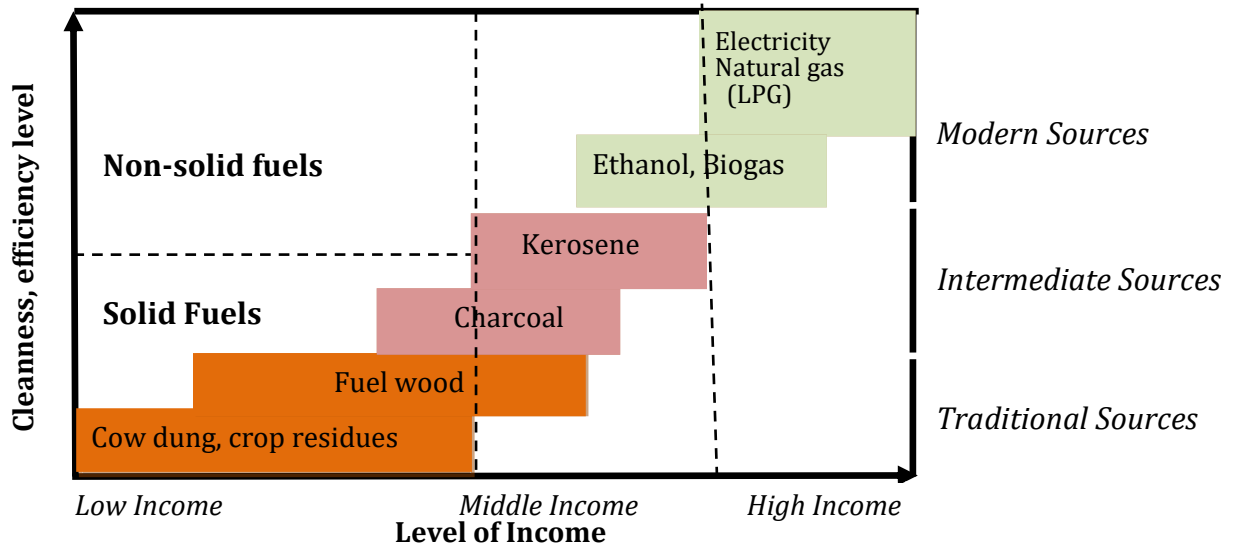 Cleanness, efficiency level
Electricity
Natural gas
(LPG)
Modern Sources
Non-solid fuels
Ethanol, Biogas
Kerosene
Intermediate Sources
Solid Fuels
Charcoal
Fuel wood
Traditional Sources
Cow dung, crop residues
Low Income
Middle Income
High Income
Level of Income